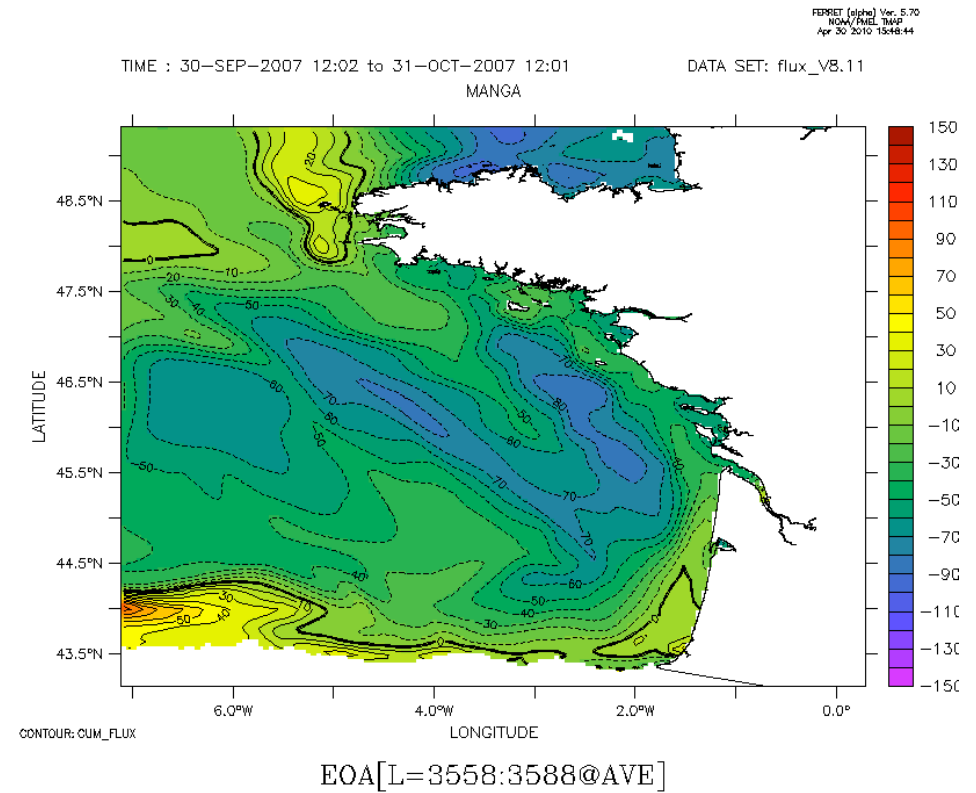 FERRET (alpha) Ver. 5.70
NOAA/PMEL TMAP
Apr 30 2010 15:48:44
TIME : 30-SEP-2007 12:02 to 31-OCT-2007 12:01
DATA SET: flux_V8.11
MANGA
LATITUDE
48.5°N
47.5°N
46.5°N
45.5°N
44.5°N
43.5°N
20
0
-10
-20
-30
-40
-50
-60
-50
-50
-70
-60
-70
-80
-50
-60
-70
-70
-60
-40
-60
-50
-40
-30
30
50
40
10
0
0
150
130
110
90
70
50
30
10
-10
-30
-50
-70
-90
-110
-130
-150
6.0°W
4.0°W
2.0°W
0.0°
LONGITUDE
CONTOUR: CUM_FLUX
EOA[L=3558:3588@AVE]